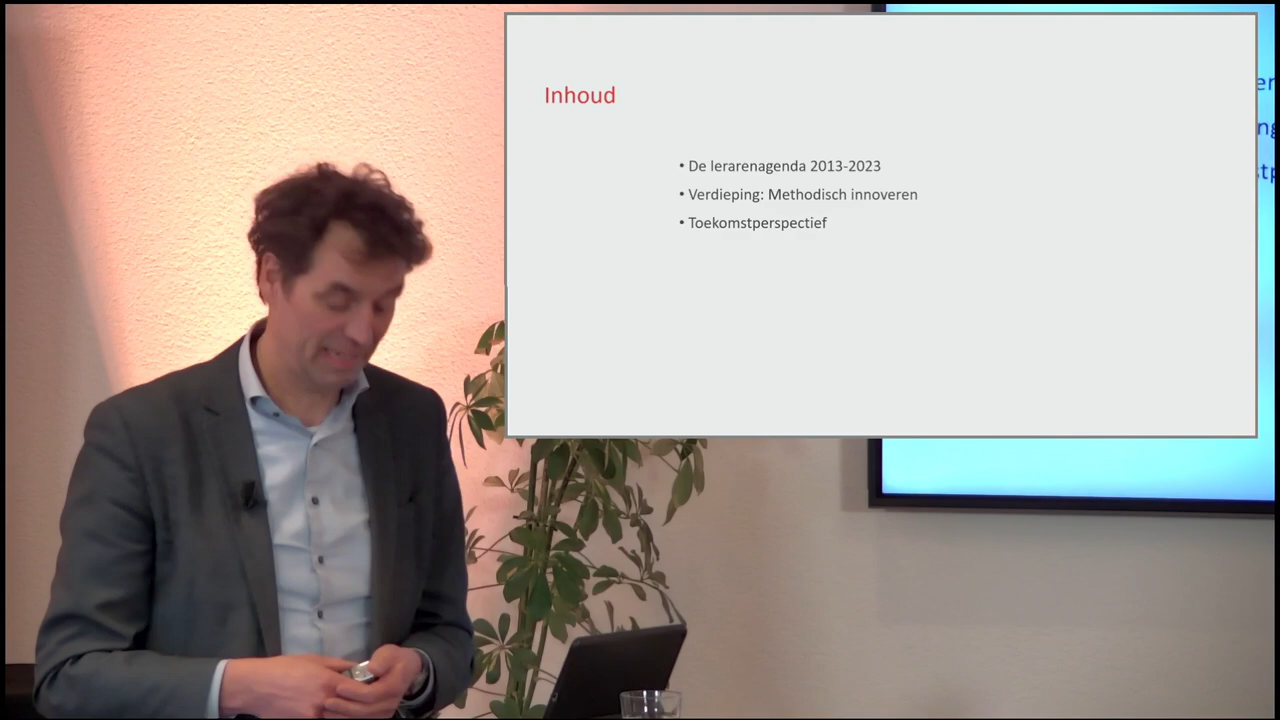 Inhoud
• De lerarenagenda 2013-2023
• Verdieping: Methodisch innoveren
• Toekomstperspectief